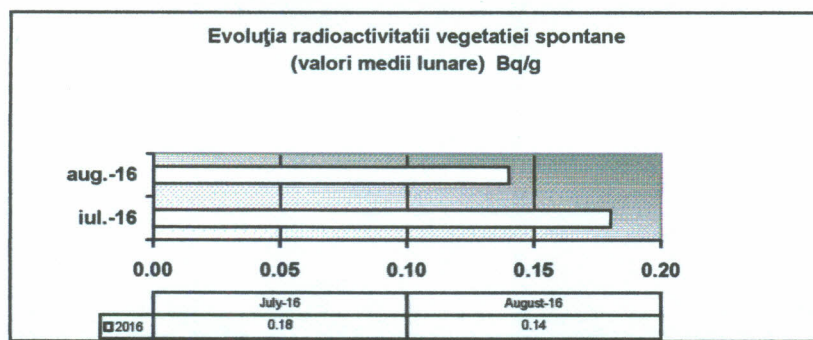 Evoluţia radioactivitatii vegetatiei spontane
(valori medii lunare) Bq/g
aug.-16
iul.-16
0.00 0.05 0.10 0.15 0.20
July-16 August-16
2016 0.18 0.14